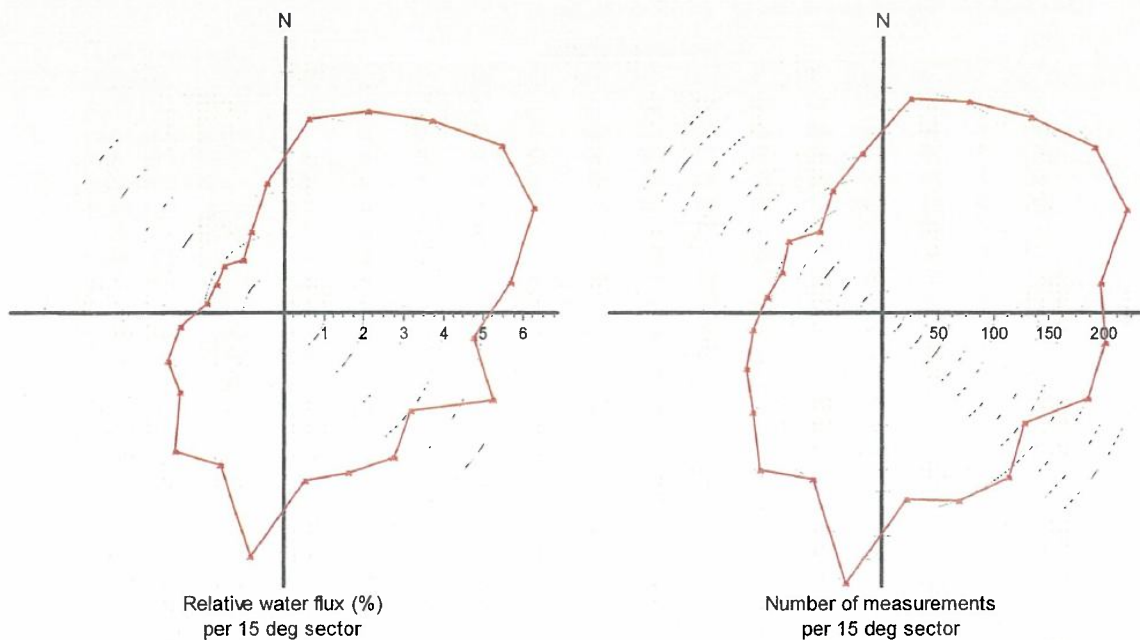 N
1 2 3 4 5 6
Relative water flux (%)
per 15 deg sector
N
50 100 150 200
Number of measurements
per 15 deg sector